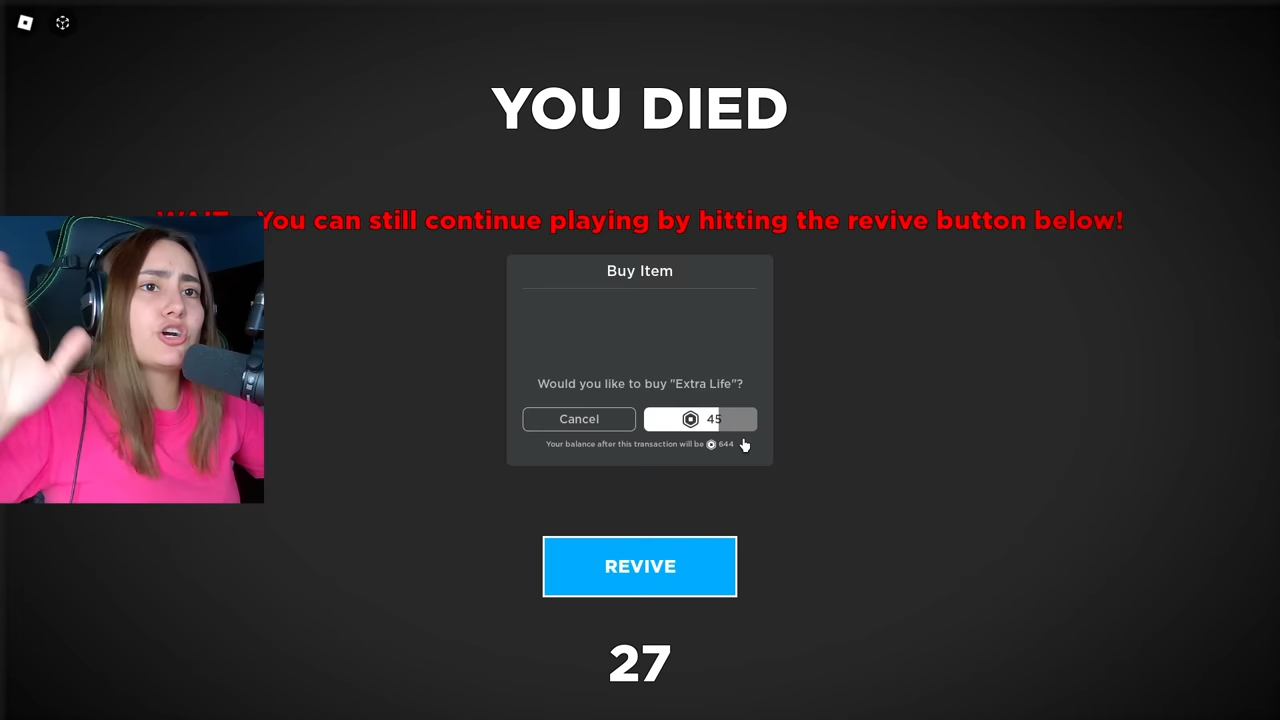 YOU DIED
You can still continue playing by hitting the revive button below!
Buy Item
Would you like to buy "Extra Life"?
Cancel
45
Your balance after this transaction will be 644
REVIVE
27